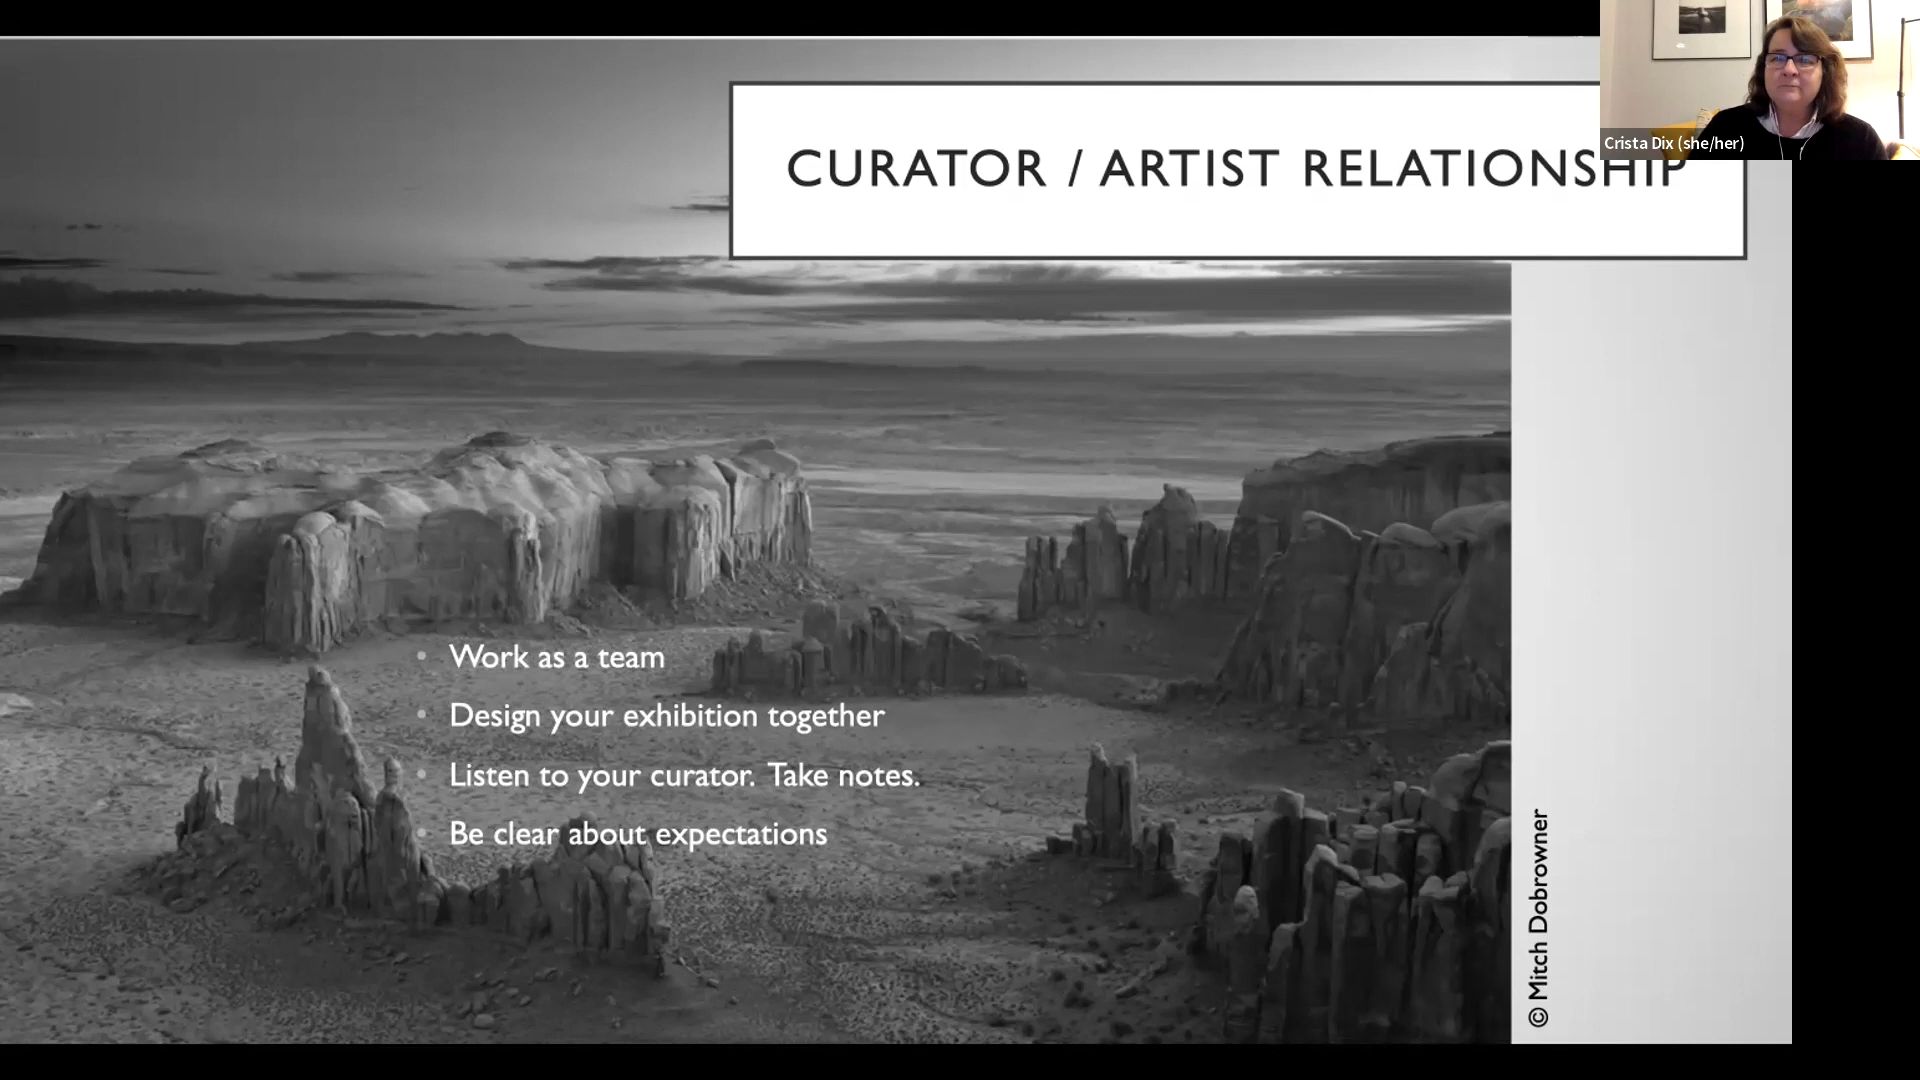 CURATOR / ARTIST RELATIONSHIP
Crista Dix (she/her)
• Work as a team
• Design your exhibition together
• Listen to your curator. Take notes.
• Be clear about expectations
© Mitch Dobrowner